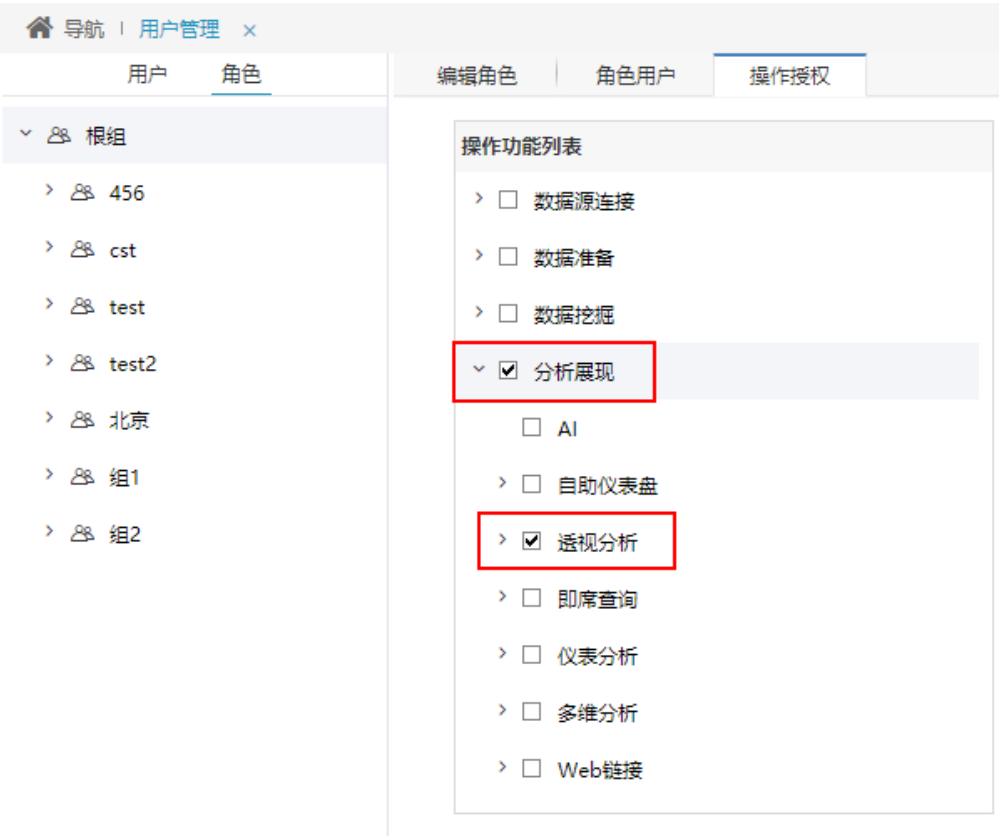 导航 | 用户管理 ×
用户 角色
根组
456
cst
test
test2
北京
组1
组2
编辑角色 角色用户 操作授权
操作功能列表
数据源连接
数据准备
数据挖掘
分析展现
AI
自助仪表盘
透视分析
即席查询
仪表分析
多维分析
Web链接